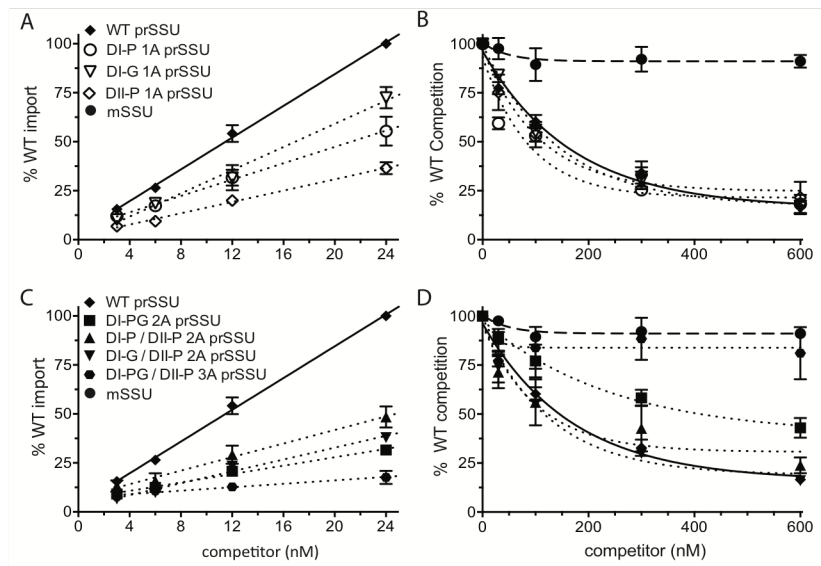 A
WT prSSU
DI-P 1A prSSU
DI-G 1A prSSU
DII-P 1A prSSU
mSSU
% WT import
100
75
50
25
0
0 4 8 12 16 20 24
B
% WT Competition
100
75
50
25
0
0 200 400 600
C
WT prSSU
DI-PG 2A prSSU
DI-P / DII-P 2A prSSU
DI-G / DII-P 2A prSSU
DI-PG / DII-P 3A prSSU
mSSU
% WT import
100
75
50
25
0
0 4 8 12 16 20 24
competitor (nM)
D
% WT competition
100
75
50
25
0
0 200 400 600
competitor (nM)